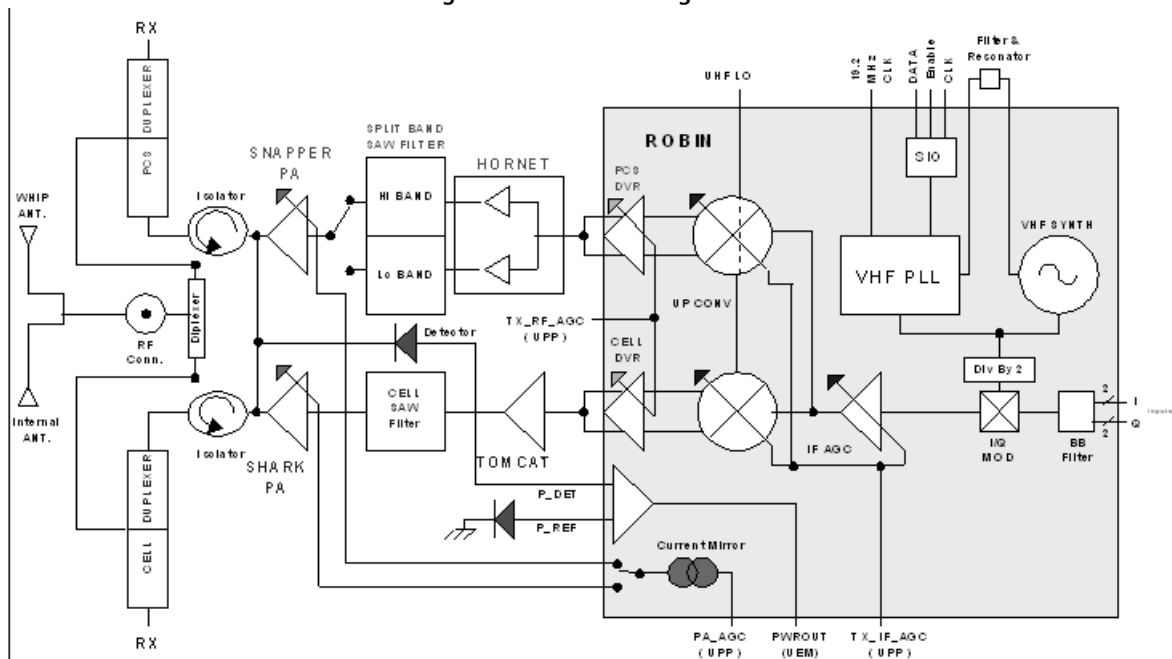 RX
DUPLEXER
PCS
WHIP
ANT.
Isolator
SNAPPER
PA
SPLIT BAND
SAW FILTER
HI BAND
Lo BAND
HORNET
UHF LO
ROBIN
PCS
DVR
19.2
MHz
CLK
DATA
Enable
CLK
Filter &
Resonator
SIO
VHF PLL
VHF SYNTH
UP CONV
TX_RF_AGC
(UPP)
CELL
DVR
Diplexer
RF
Conn.
Detector
Internal
ANT.
Isolator
SHARK
PA
CELL
SAW
Filter
TOMCAT
IF AGC
Div By 2
I/Q
MOD
BB
Filter
2
I
Inputs
2
Q
DUPLEXER
CELL
RX
P_DET
P_REF
Current Mirror
PA_AGC
(UPP)
PWROUT
(UEM)
TX_IF_AGC
(UPP)